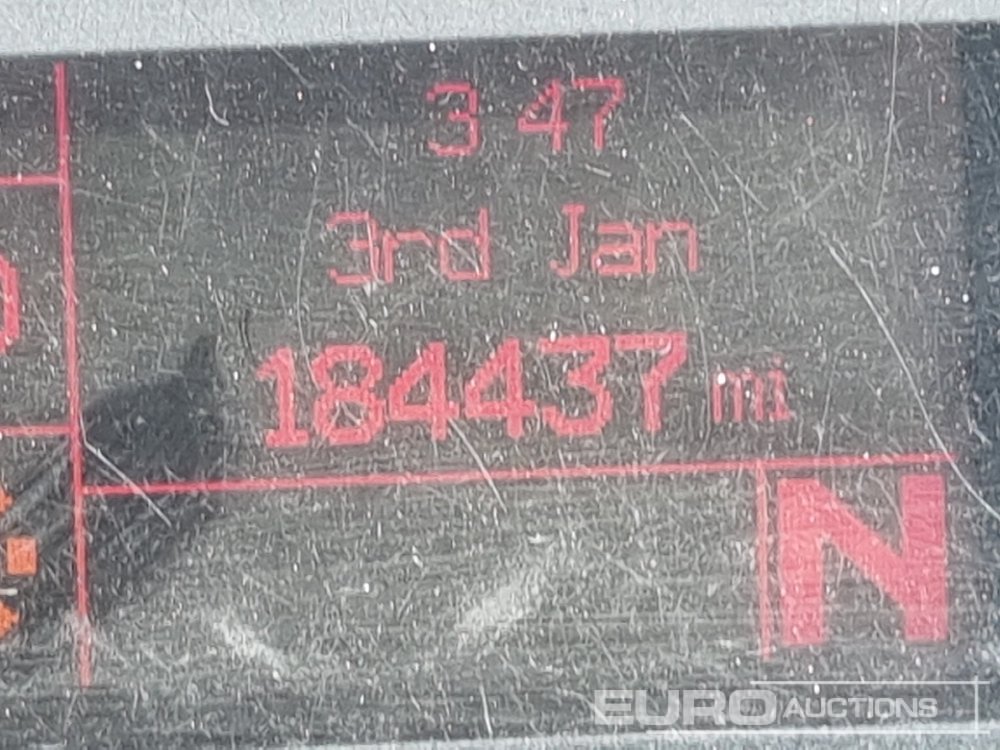 3 47
3rd Jan
184437 mi
N
EURO AUCTIONS